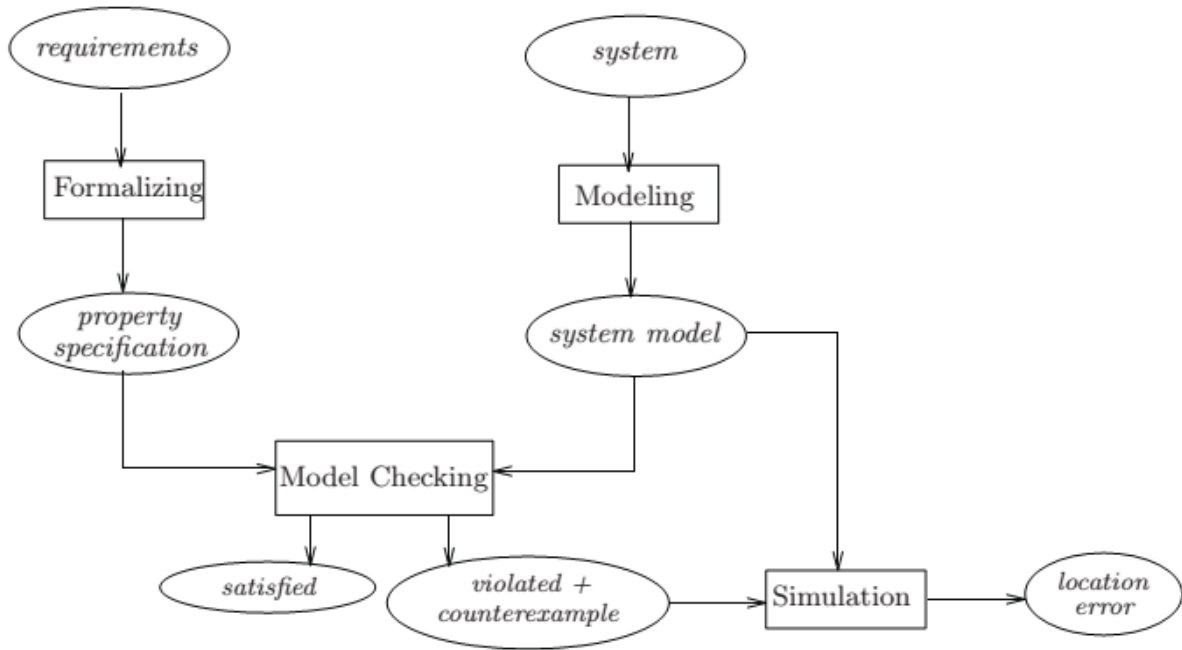 requirements
system
Formalizing
Modeling
property
specification
system model
Model Checking
satisfied
violated +
counterexample
Simulation
location
error